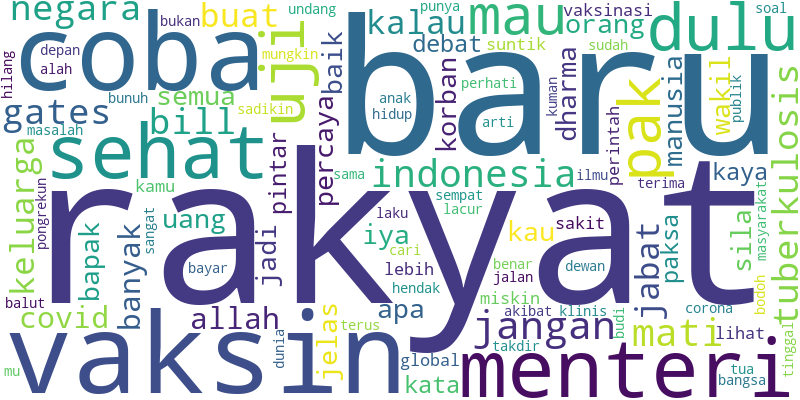 negara
bukan
buat
undang
mau
punya
vaksinasi
dulu
soal
depan
alah
coba
uji
mungkin
baik
kalau
debat
suntik
orang
sudah
baru
hilang
bunuh
semua
sadikin
korban
perhati
kuman
dharma
pak
manusia
wakil
publik
gates
bill
masalah
percaya
anak
hidup
arti
perintah
sehat
pintar
sama
indonesia
ilmu
terima
kaya
tuberkulosis
keluarga
pongrekun
kamu
rakyat
sempat
lacur
masyarakat
bapak
banyak
sangat
uang
jadi
laku
iya
cari
kau
sakit
jabat
paksa
sila
bayar
lebih
benar
jalan
dewan
balut
covid
allah
apa
hendak
miskin
akibat
klinis
budi
corona
bodoh
tinggal
mu
vaksin
dunia
jelas
terus
global
kata
jangan
takdir
menteri
mati
lihat
tua
bangsa